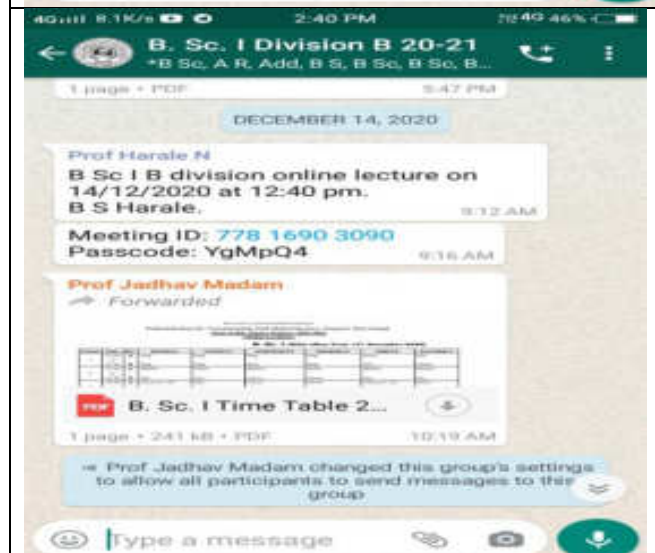 4G 8.1K/s 2:40 PM 4G 46%
B. Sc. I Division B 20-21
*B Sc, A R, Add, B S, B Sc, B So, B...
1 page • PDF 5:47 PM
DECEMBER 14, 2020
Prof Harale N
B Sc I B division online lecture on
14/12/2020 at 12:40 pm.
B S Harale.
9:12 AM
Meeting ID: 778 1690 3090
Passcode: YgMpQ4
9:16 AM
Prof Jadhav Madam
Forwarded
PDF B. Sc. I Time Table 2...
1 page • 241 kB • PDF 10:19 AM
Prof Jadhav Madam changed this group's settings
to allow all participants to send messages to this
group
Type a message